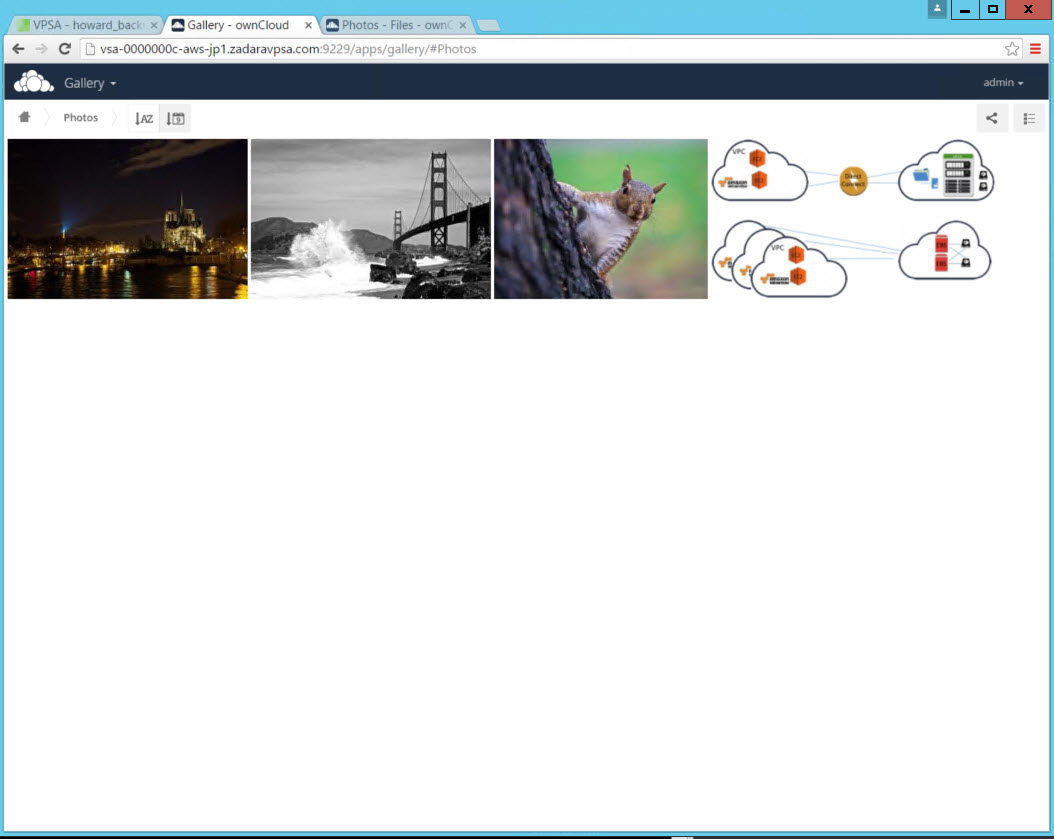 VPSA - howard_back
Gallery - ownCloud
Photos - Files - ownC
vsa-0000000c-aws-jp1.zadaravpsa.com:9229/apps/gallery/#Photos
Gallery
admin
Photos
AZ
9
VPC
Direct
Connect
VPC